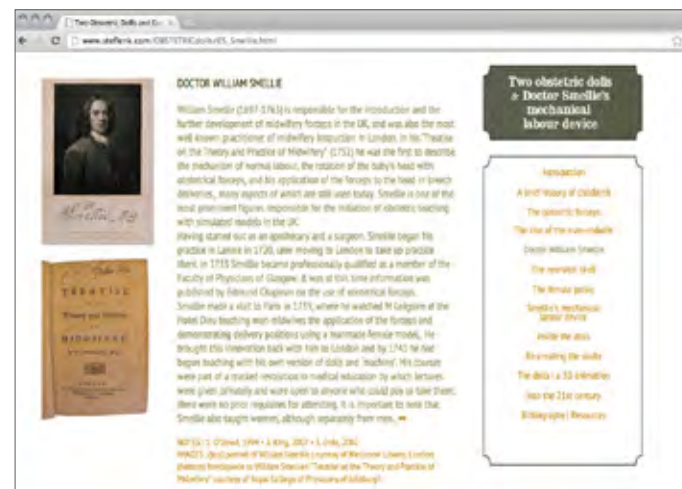 Two Obstetric Dolls and
DOCTOR WILLIAM SMELLIE
William Smellie (1697-1763) is responsible for the introduction and the
further development of midwifery forceps in the UK, and was also the most
well known practitioner of midwifery instruction in London. In his 'Treatise
on the Theory and Practice of Midwifery' (1752) he was the first to describe
the mechanism of normal labour, the rotation of the baby's head with
obstetrical forceps, and his application of the forceps to the head in breech
deliveries, many aspects of which are still used today. Smellie is one of the
most prominent figures responsible for the initiation of obstetric teaching
with simulated models in the UK.
Having started out as an apothecary and a surgeon, Smellie began his
practice in Lanark in 1720, later moving to London to take up practice
there. In 1733 Smellie became professionally qualified as a member of the
Faculty of Physicians of Glasgow. It was at this time information was
published by Edmund Chapman on the use of obstetrical forceps.
Smellie made a visit to Paris in 1739, where he watched M Grégoire at the
Hotel Dieu teaching man-midwives the application of the forceps and
demonstrating delivery positions using a manmade female model. He
brought this innovation back with him to London and by 1741 he had
begun teaching with his own version of dolls and 'machine'. His courses
were part of a market revolution in medical education by which lectures
were given privately and were open to anyone who could pay to take them,
there were no prior requisites for attending. It is important to note that
Smellie also taught women, although separately from men.
TREATISE
Theory and Practice
MIDWIFERY
Two obstetric dolls
& Doctor Smellie's
mechanical
labour device
Introduction
A brief history of childbirth
The obstetric forceps
The rise of the man-midwife
Doctor William Smellie
The neonatal skull
The female pelvis
Smellie's mechanical
labour device
Inside the dolls
Re-creating the dolls
The dolls: a 3D animation
Into the 21st century
Bibliography | Resources